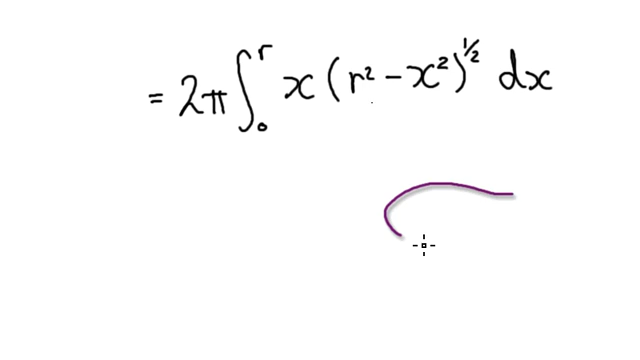 = 2π∫₀ʳ x(r² − x²)^½ dx